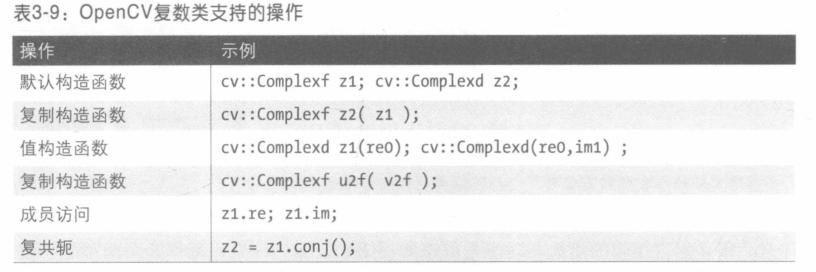 表3-9：OpenCV复数类支持的操作
操作 示例
默认构造函数 cv::Complexf z1; cv::Complexd z2;
复制构造函数 cv::Complexf z2( z1 );
值构造函数 cv::Complexd z1(re0); cv::Complexd(re0,im1) ;
复制构造函数 cv::Complexf u2f( v2f );
成员访问 z1.re; z1.im;
复共轭 z2 = z1.conj();